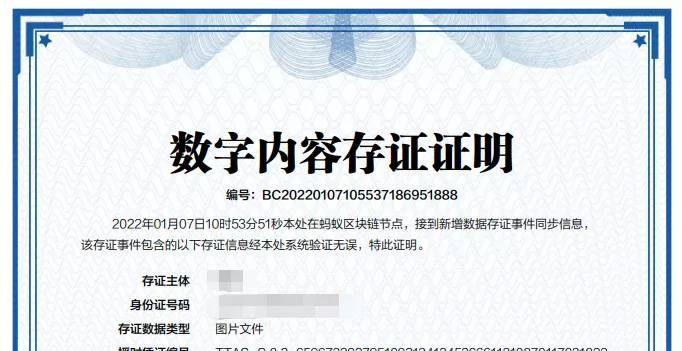 数字内容存证证明
编号：BC20220107105537186951888
2022年01月07日10时53分51秒本处在蚂蚁区块链节点，接到新增数据存证事件同步信息，
该存证事件包含的以下存证信息经本处系统验证无误，特此证明。
存证主体
身份证号码
存证数据类型 图片文件